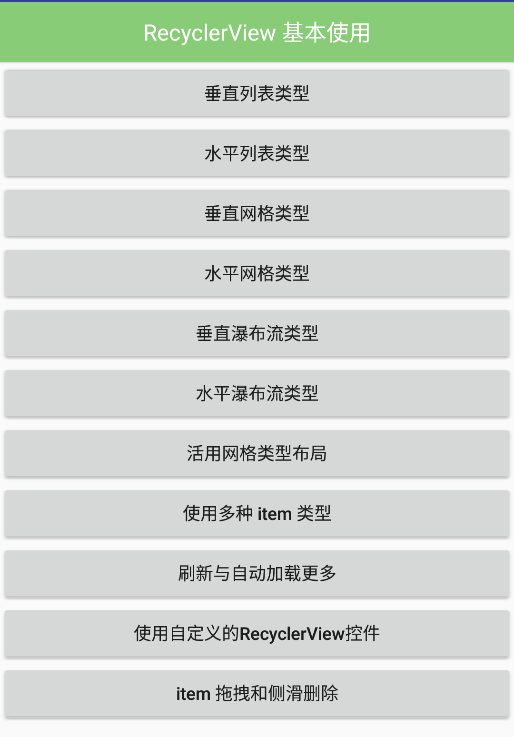 RecyclerView 基本使用
垂直列表类型
水平列表类型
垂直网格类型
水平网格类型
垂直瀑布流类型
水平瀑布流类型
活用网格类型布局
使用多种 item 类型
刷新与自动加载更多
使用自定义的RecyclerView控件
item 拖拽和侧滑删除